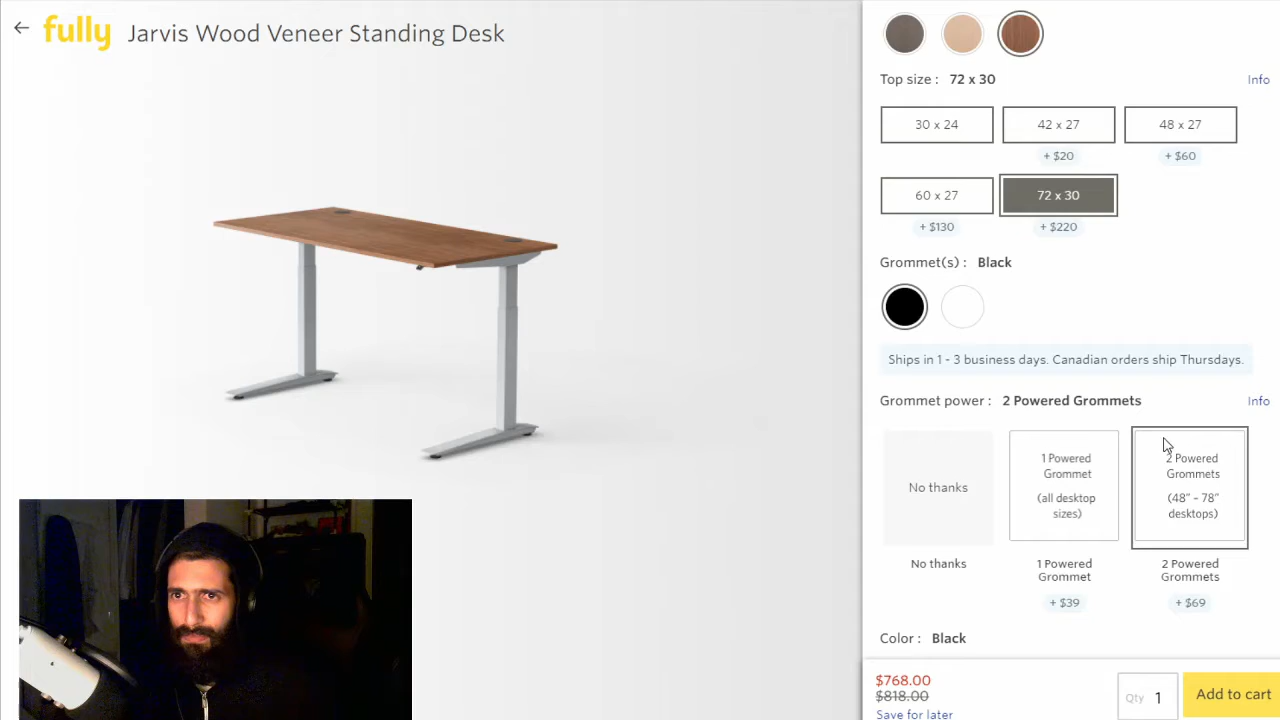 fully Jarvis Wood Veneer Standing Desk
Top size : 72 x 30 Info
30 x 24
42 x 27
48 x 27
+ $20
+ $60
60 x 27
72 x 30
+ $130
+ $220
Grommet(s) : Black
Ships in 1 - 3 business days. Canadian orders ship Thursdays.
Grommet power : 2 Powered Grommets Info
No thanks
1 Powered
Grommet
(all desktop
sizes)
2 Powered
Grommets
(48” - 78”
desktops)
No thanks
1 Powered
Grommet
2 Powered
Grommets
+ $39
+ $69
Color : Black
$768.00
$818.00
Save for later
Qty 1
Add to cart